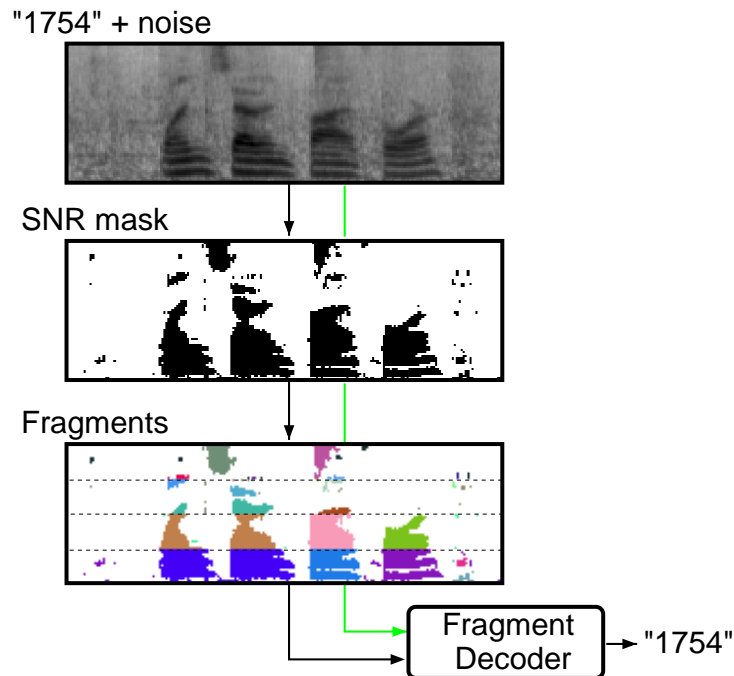 "1754" + noise
SNR mask
Fragments
Fragment
Decoder
"1754"